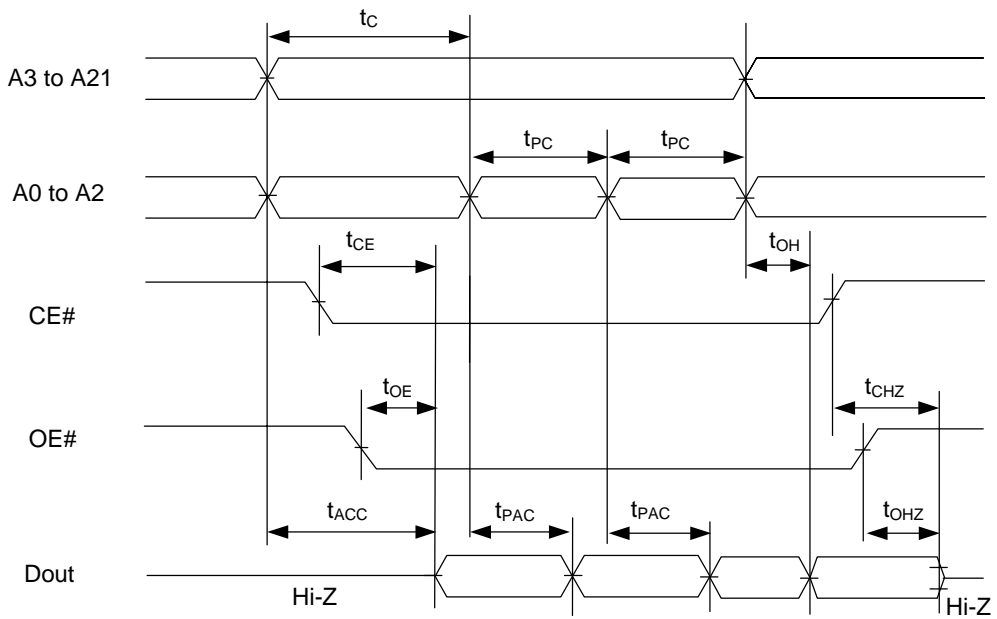 tC
A3 to A21
tPC tPC
A0 to A2
tCE
tOH
CE#
tOE
tCHZ
OE#
tACC tPAC tPAC
tOHZ
Dout
Hi-Z
Hi-Z